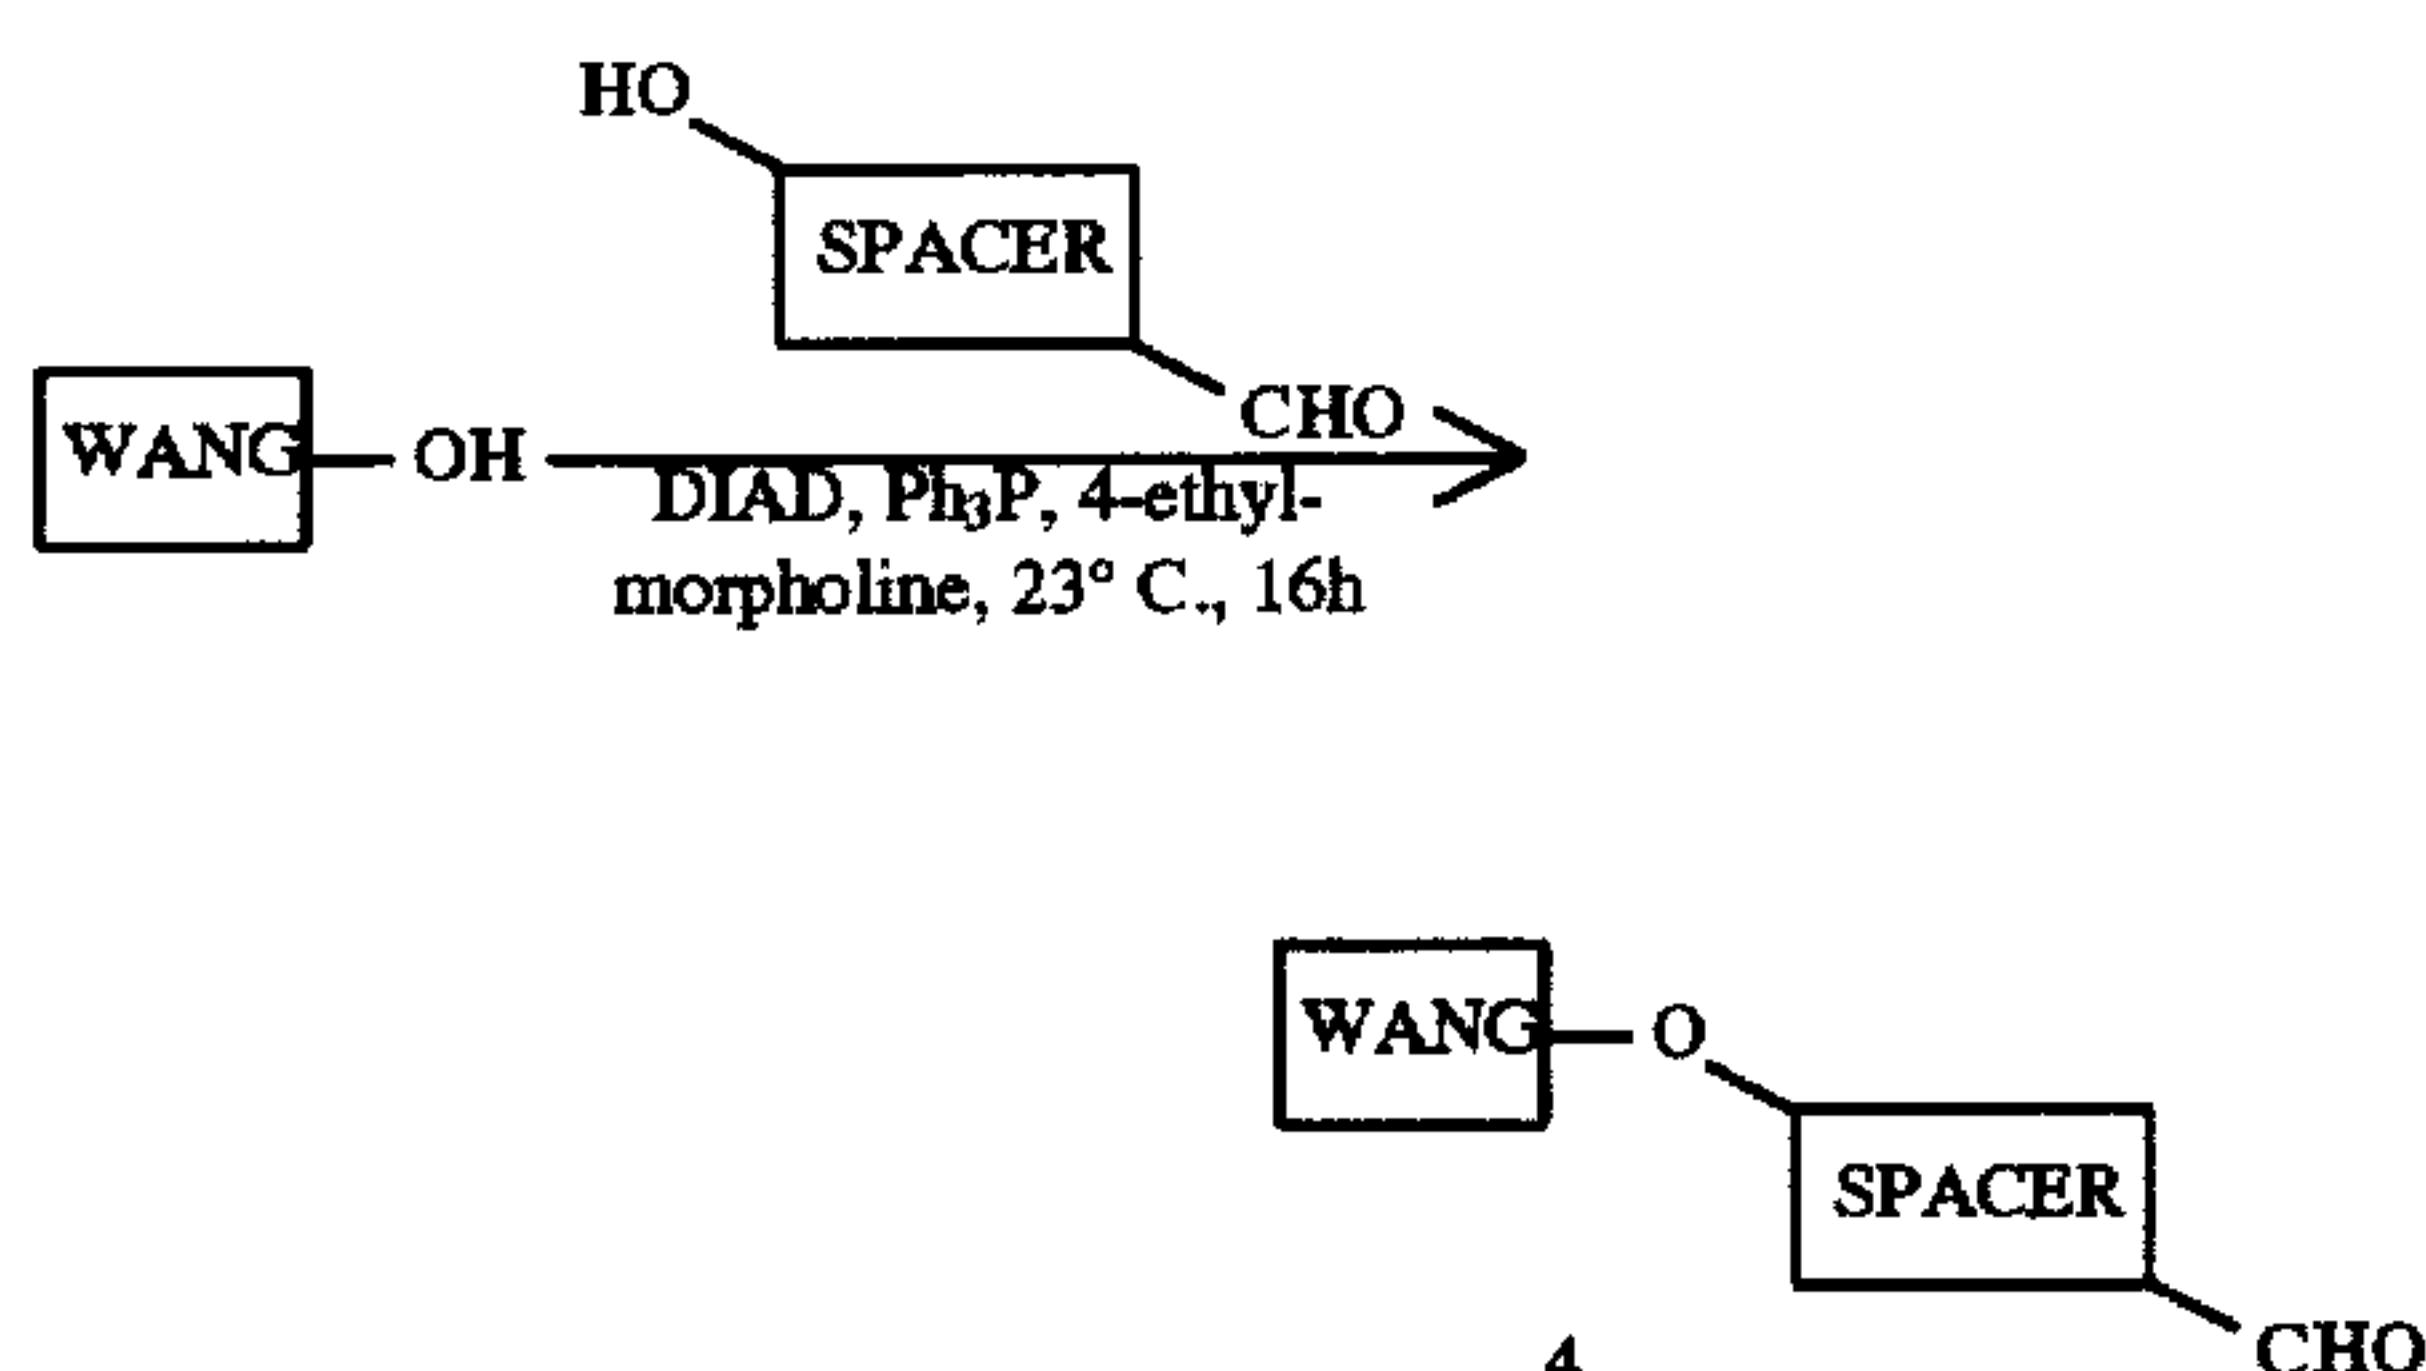 HO
SPACER
CHO
WANG
OH
DIAD, Ph₃P, 4-ethyl-
morpholine, 23° C., 16h
WANG
O
SPACER
CHO
4